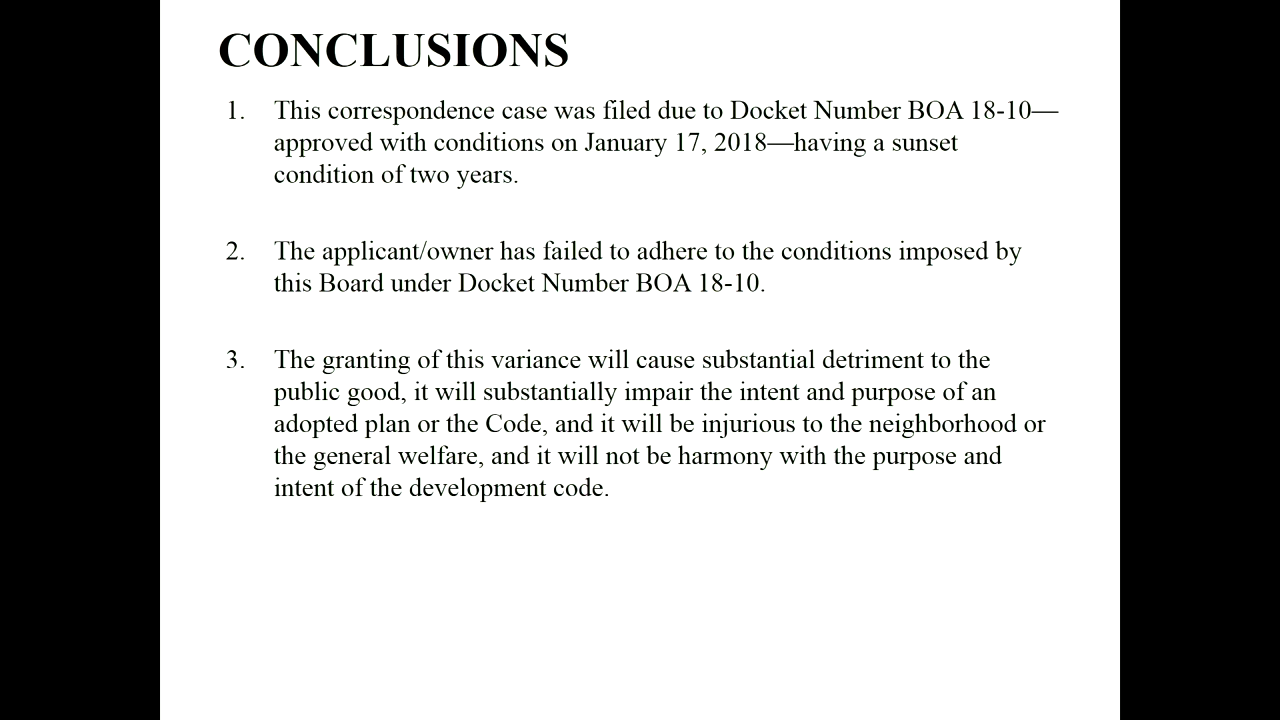 CONCLUSIONS
1. This correspondence case was filed due to Docket Number BOA 18-10—
approved with conditions on January 17, 2018—having a sunset
condition of two years.
2. The applicant/owner has failed to adhere to the conditions imposed by
this Board under Docket Number BOA 18-10.
3. The granting of this variance will cause substantial detriment to the
public good, it will substantially impair the intent and purpose of an
adopted plan or the Code, and it will be injurious to the neighborhood or
the general welfare, and it will not be harmony with the purpose and
intent of the development code.